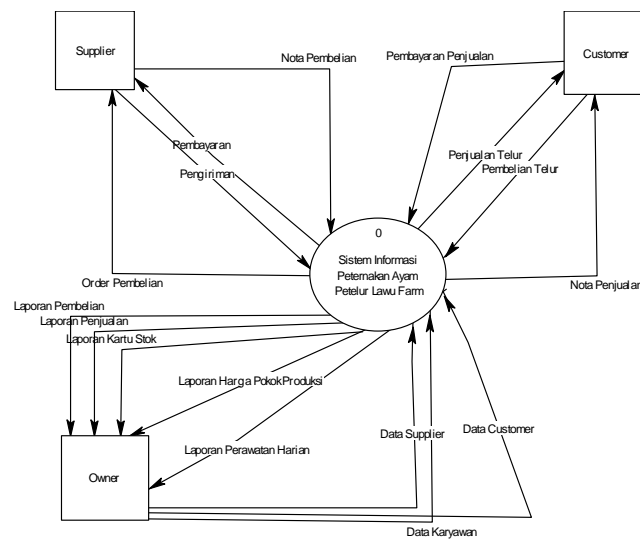 Supplier
Nota Pembelian
Pembayaran Penjualan
Customer
Pembayaran
Pengiriman
Penjualan Telur
Pembelian Telur
0
Sistem Informasi
Peternakan Ayam
Petelur Lawu Farm
Order Pembelian
Nota Penjualan
Laporan Pembelian
Laporan Penjualan
Laporan Kartu Stok
Laporan Harga Pokok Produksi
Laporan Perawatan Harian
Data Supplier
Data Customer
Owner
Data Karyawan